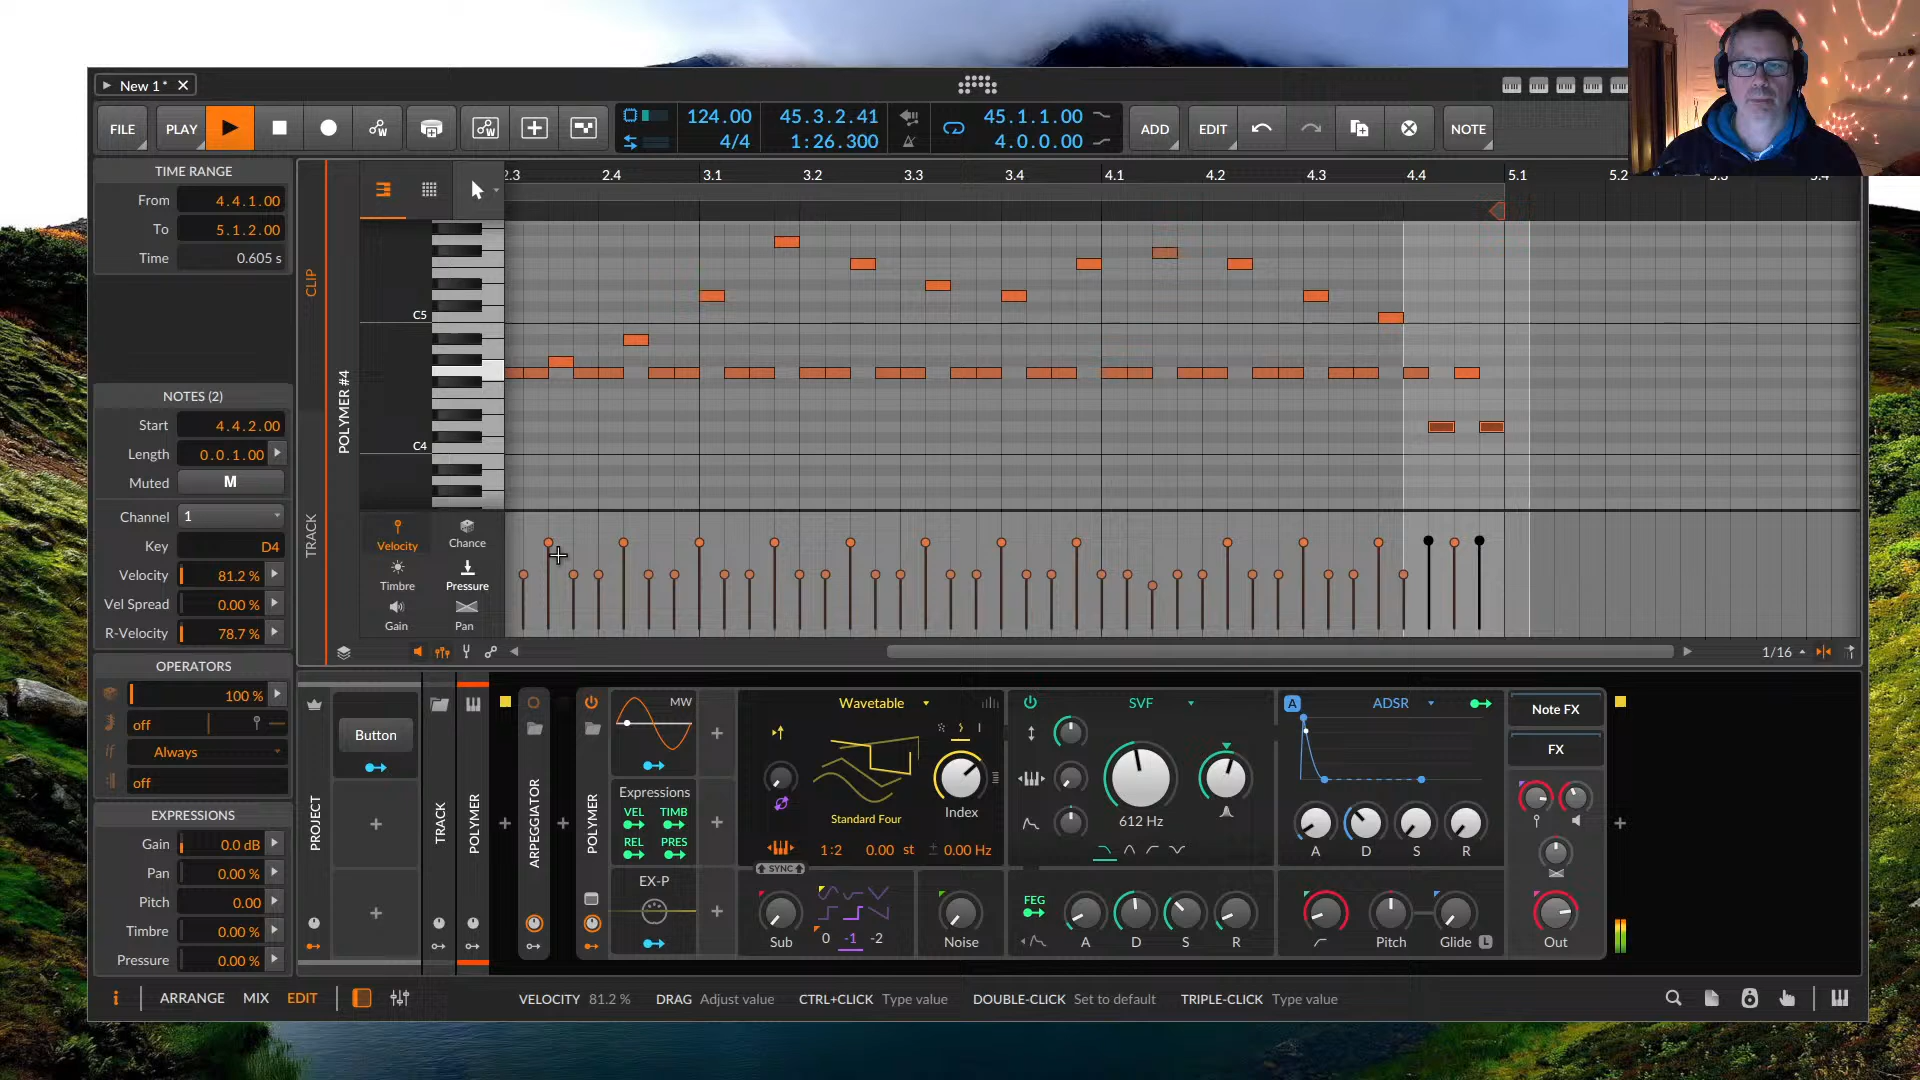 New 1*
FILE
PLAY
124.00
4/4
45.3.2.41
1:26.300
45.1.1.00
4.0.0.00
ADD
EDIT
NOTE
TIME RANGE
From 4.4.1.00
To 5.1.2.00
Time 0.605 s
2.3 2.4 3.1 3.2 3.3 3.4 4.1 4.2 4.3 4.4 5.1 5.2
CLIP
TRACK
POLYMER #4
C5
C4
NOTES (2)
Start 4.4.2.00
Length 0.0.1.00
Muted M
Channel 1
Key D4
Velocity 81.2 %
Vel Spread 0.00 %
R-Velocity 78.7 %
Velocity Chance
Timbre Pressure
Gain Pan
1/16
OPERATORS
100 %
off
Always
off
EXPRESSIONS
Gain 0.0 dB
Pan 0.00 %
Pitch 0.00
Timbre 0.00 %
Pressure 0.00 %
PROJECT
Button
TRACK
POLYMER
ARPEGGIATOR
POLYMER
MW
Expressions
VEL TIMB
REL PRES
EX-P
Wavetable
Standard Four
Index
1:2 0.00 st ± 0.00 Hz
SYNC
Sub
0 -1 -2
Noise
SVF
612 Hz
FEG
A D S R
A ADSR
A D S R
Pitch
Glide L
Note FX
FX
Out
i
ARRANGE
MIX
EDIT
VELOCITY 81.2 %
DRAG Adjust value
CTRL+CLICK Type value
DOUBLE-CLICK Set to default
TRIPLE-CLICK Type value